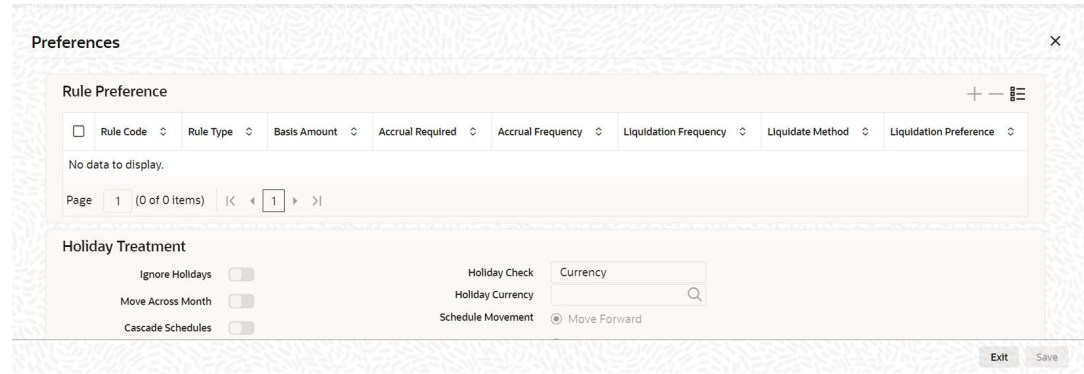 Preferences
Rule Preference
Rule Code Rule Type Basis Amount Accrual Required Accrual Frequency Liquidation Frequency Liquidate Method Liquidation Preference
No data to display.
Page 1 (0 of 0 items) 1
Holiday Treatment
Ignore Holidays
Holiday Check Currency
Move Across Month
Holiday Currency
Schedule Movement Move Forward
Cascade Schedules
Exit Save